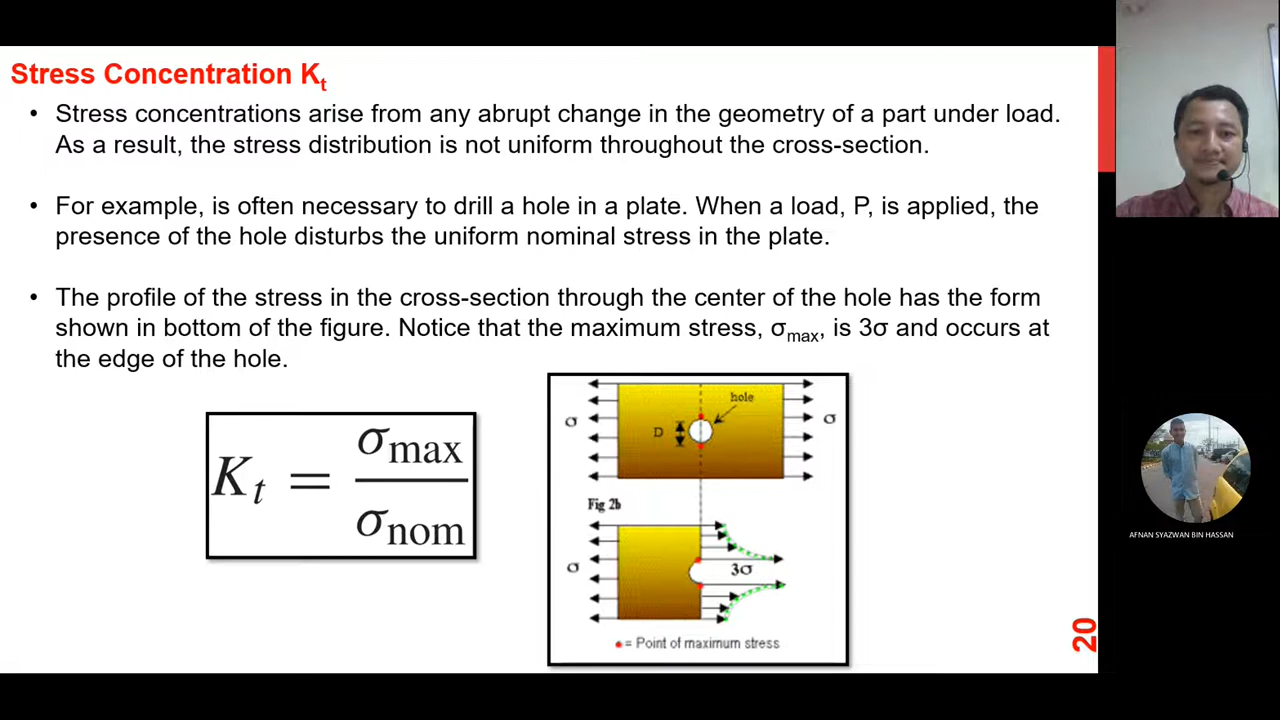 Stress Concentration Kt
• Stress concentrations arise from any abrupt change in the geometry of a part under load.
As a result, the stress distribution is not uniform throughout the cross-section.
• For example, is often necessary to drill a hole in a plate. When a load, P, is applied, the
presence of the hole disturbs the uniform nominal stress in the plate.
• The profile of the stress in the cross-section through the center of the hole has the form
shown in bottom of the figure. Notice that the maximum stress, σmax, is 3σ and occurs at
the edge of the hole.
Kt = σmax / σnom
hole
σ
D
σ
Fig 2b
σ
3σ
= Point of maximum stress
AFNAN SYAZWAN BIN HASSAN
20